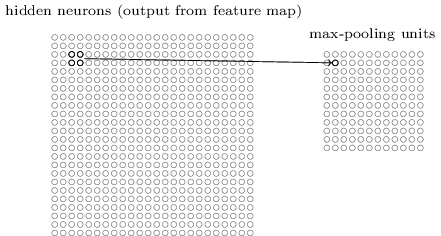 hidden neurons (output from feature map)
max-pooling units